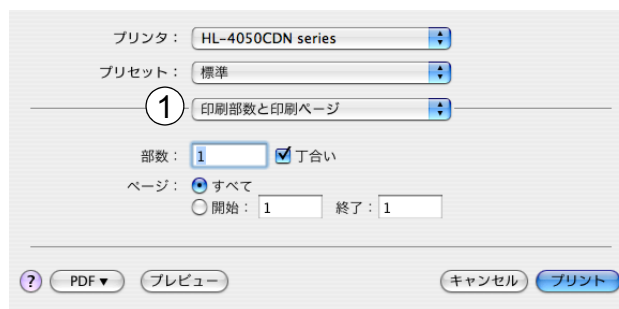 プリンタ： HL-4050CDN series
プリセット： 標準
1 印刷部数と印刷ページ
部数： 1 丁合い
ページ： すべて
開始： 1 終了： 1
? PDF▼ プレビュー キャンセル プリント